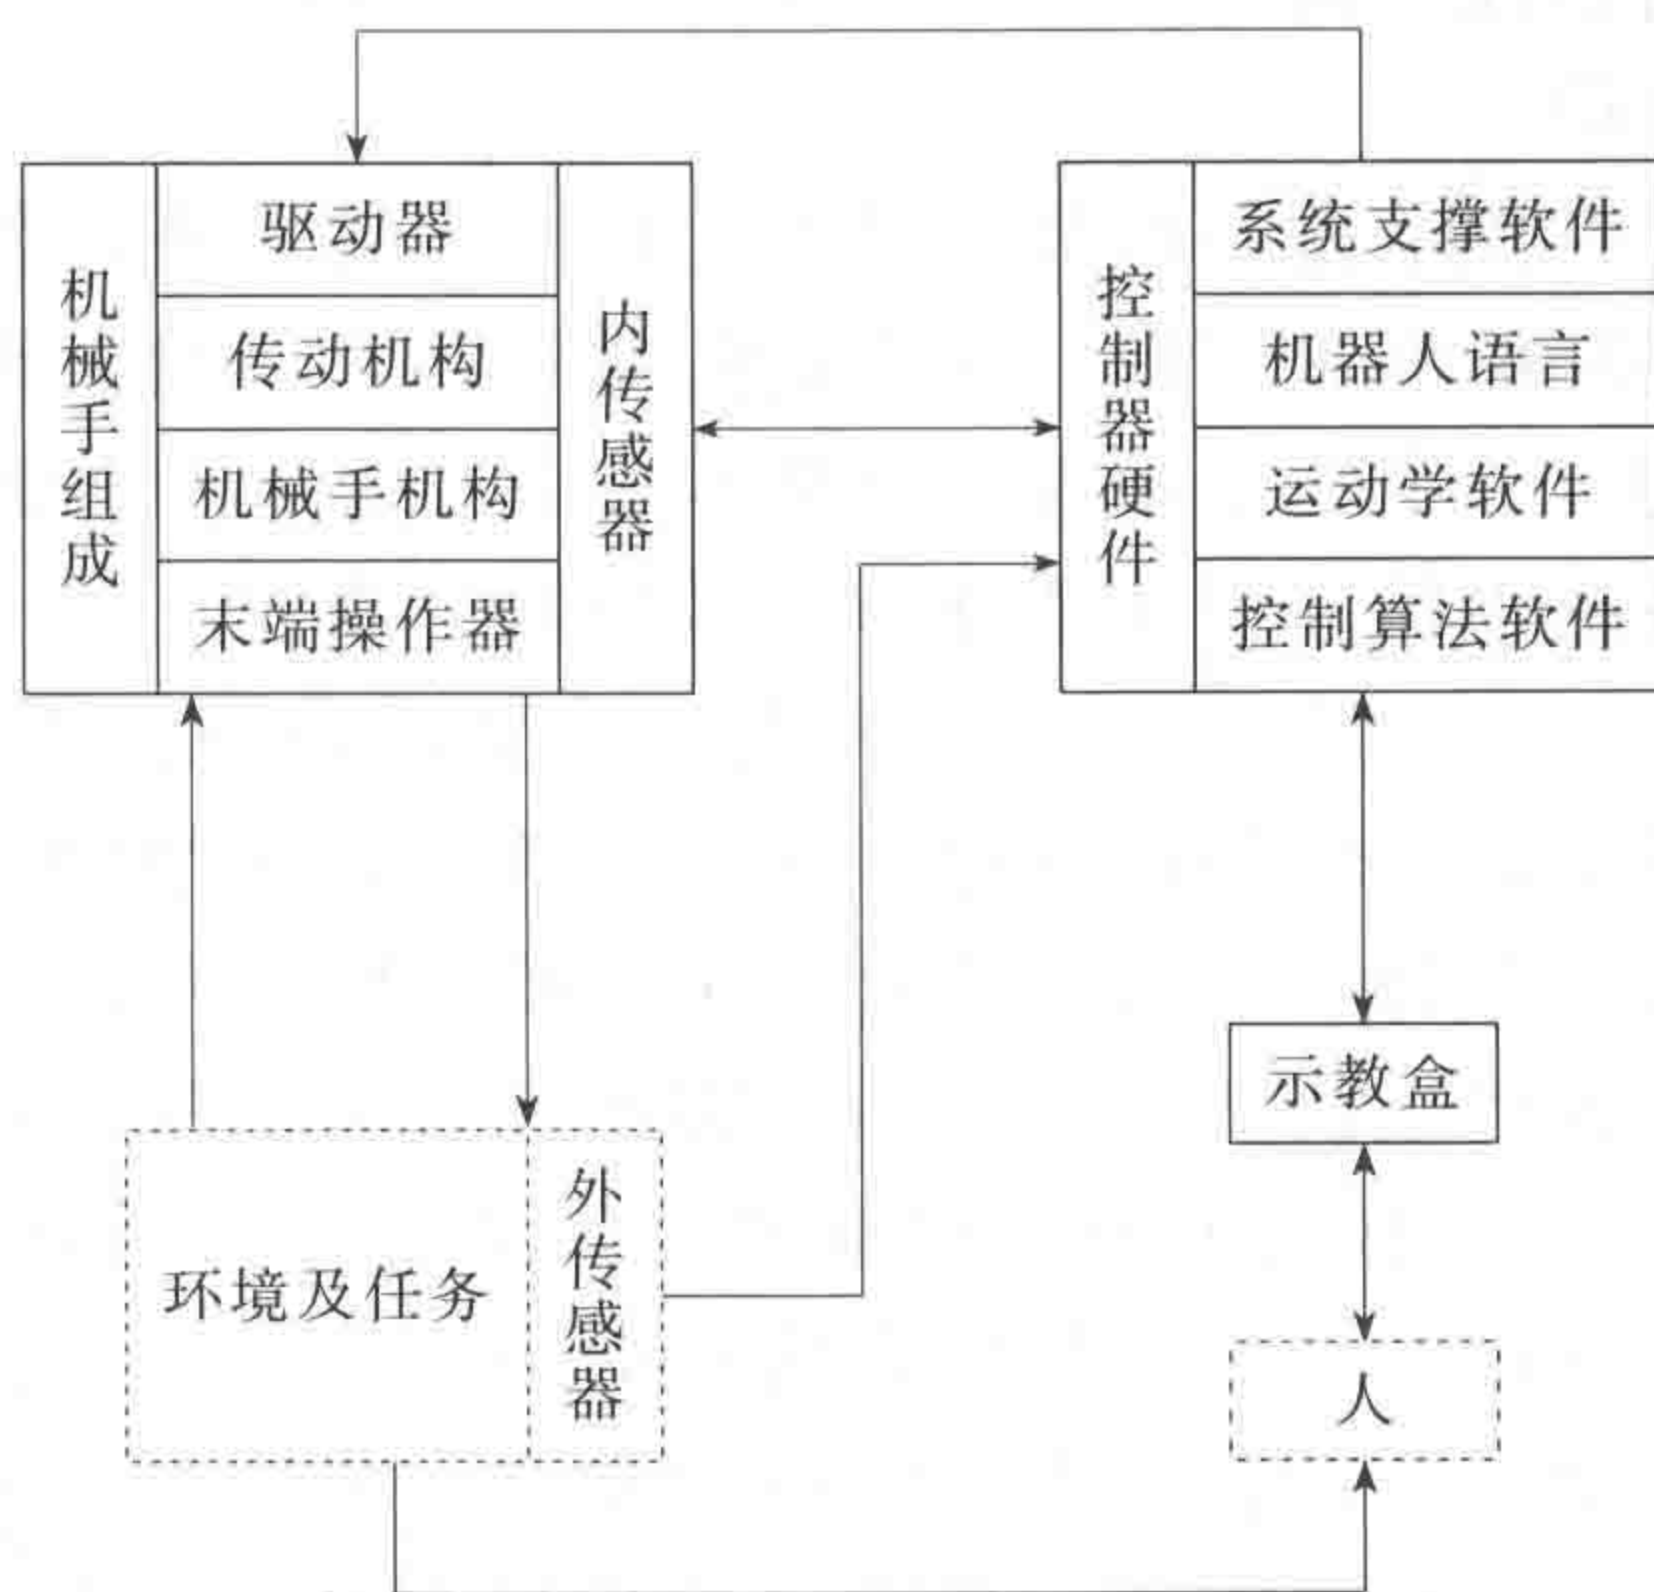 机械手组成
驱动器
传动机构
机械手机构
末端操作器
内传感器
控制器硬件
系统支撑软件
机器人语言
运动学软件
控制算法软件
示教盒
环境及任务
外传感器
人